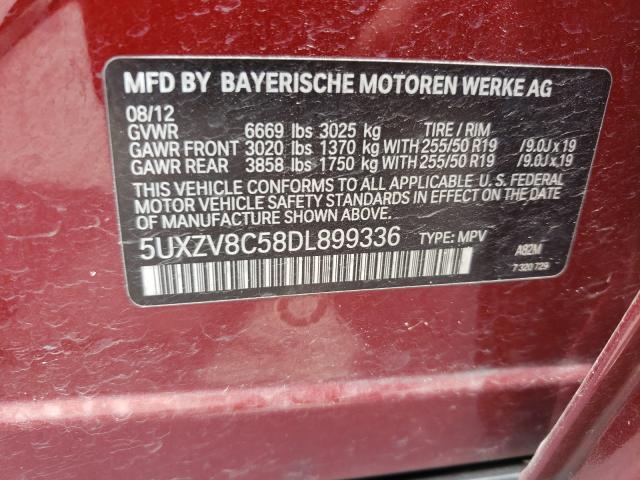 MFD BY BAYERISCHE MOTOREN WERKE AG
08/12
GVWR 6669 lbs 3025 kg TIRE / RIM
GAWR FRONT 3020 lbs 1370 kg WITH 255/50 R19 /9.0J x 19
GAWR REAR 3858 lbs 1750 kg WITH 255/50 R19 /9.0J x 19
THIS VEHICLE CONFORMS TO ALL APPLICABLE U.S. FEDERAL
MOTOR VEHICLE SAFETY STANDARDS IN EFFECT ON THE DATE
OF MANUFACTURE SHOWN ABOVE.
5UXZV8C58DL899336 TYPE: MPV A82M
7 320 729